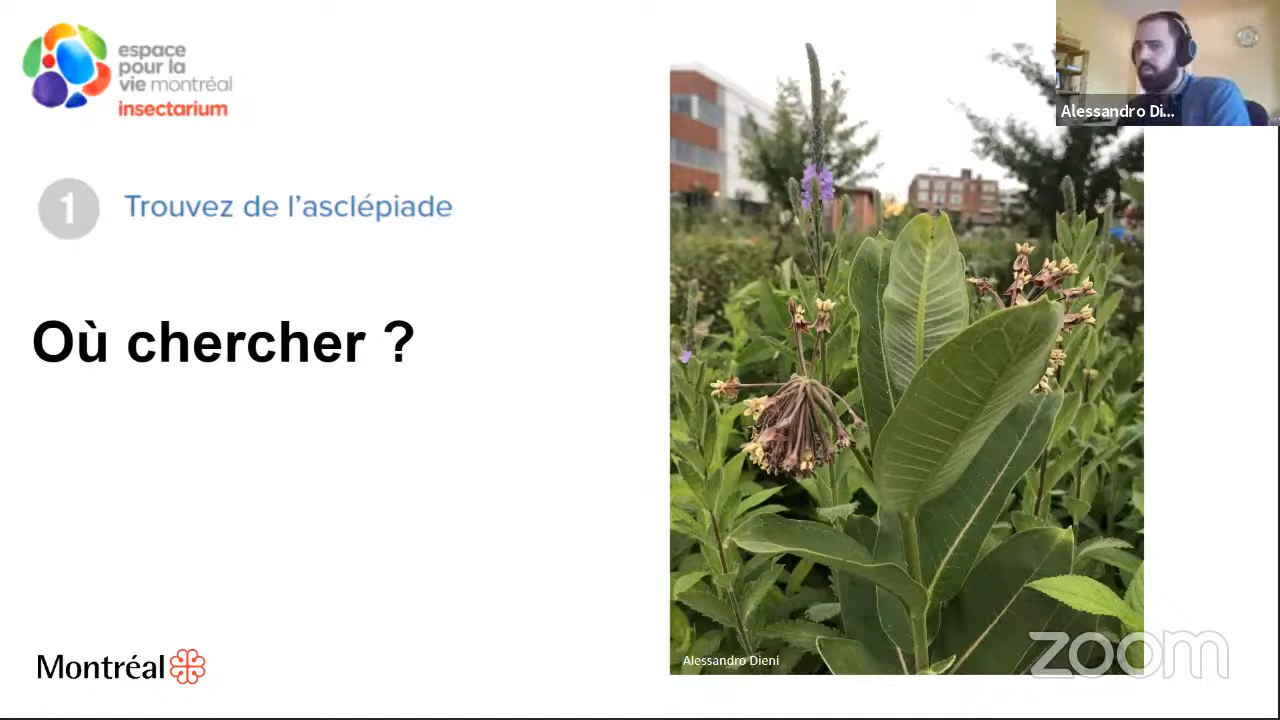 espace
pour la
vie montréal
insectarium
Alessandro Di...
1 Trouvez de l'asclépiade
Où chercher ?
Alessandro Dieni
Montréal
zoom